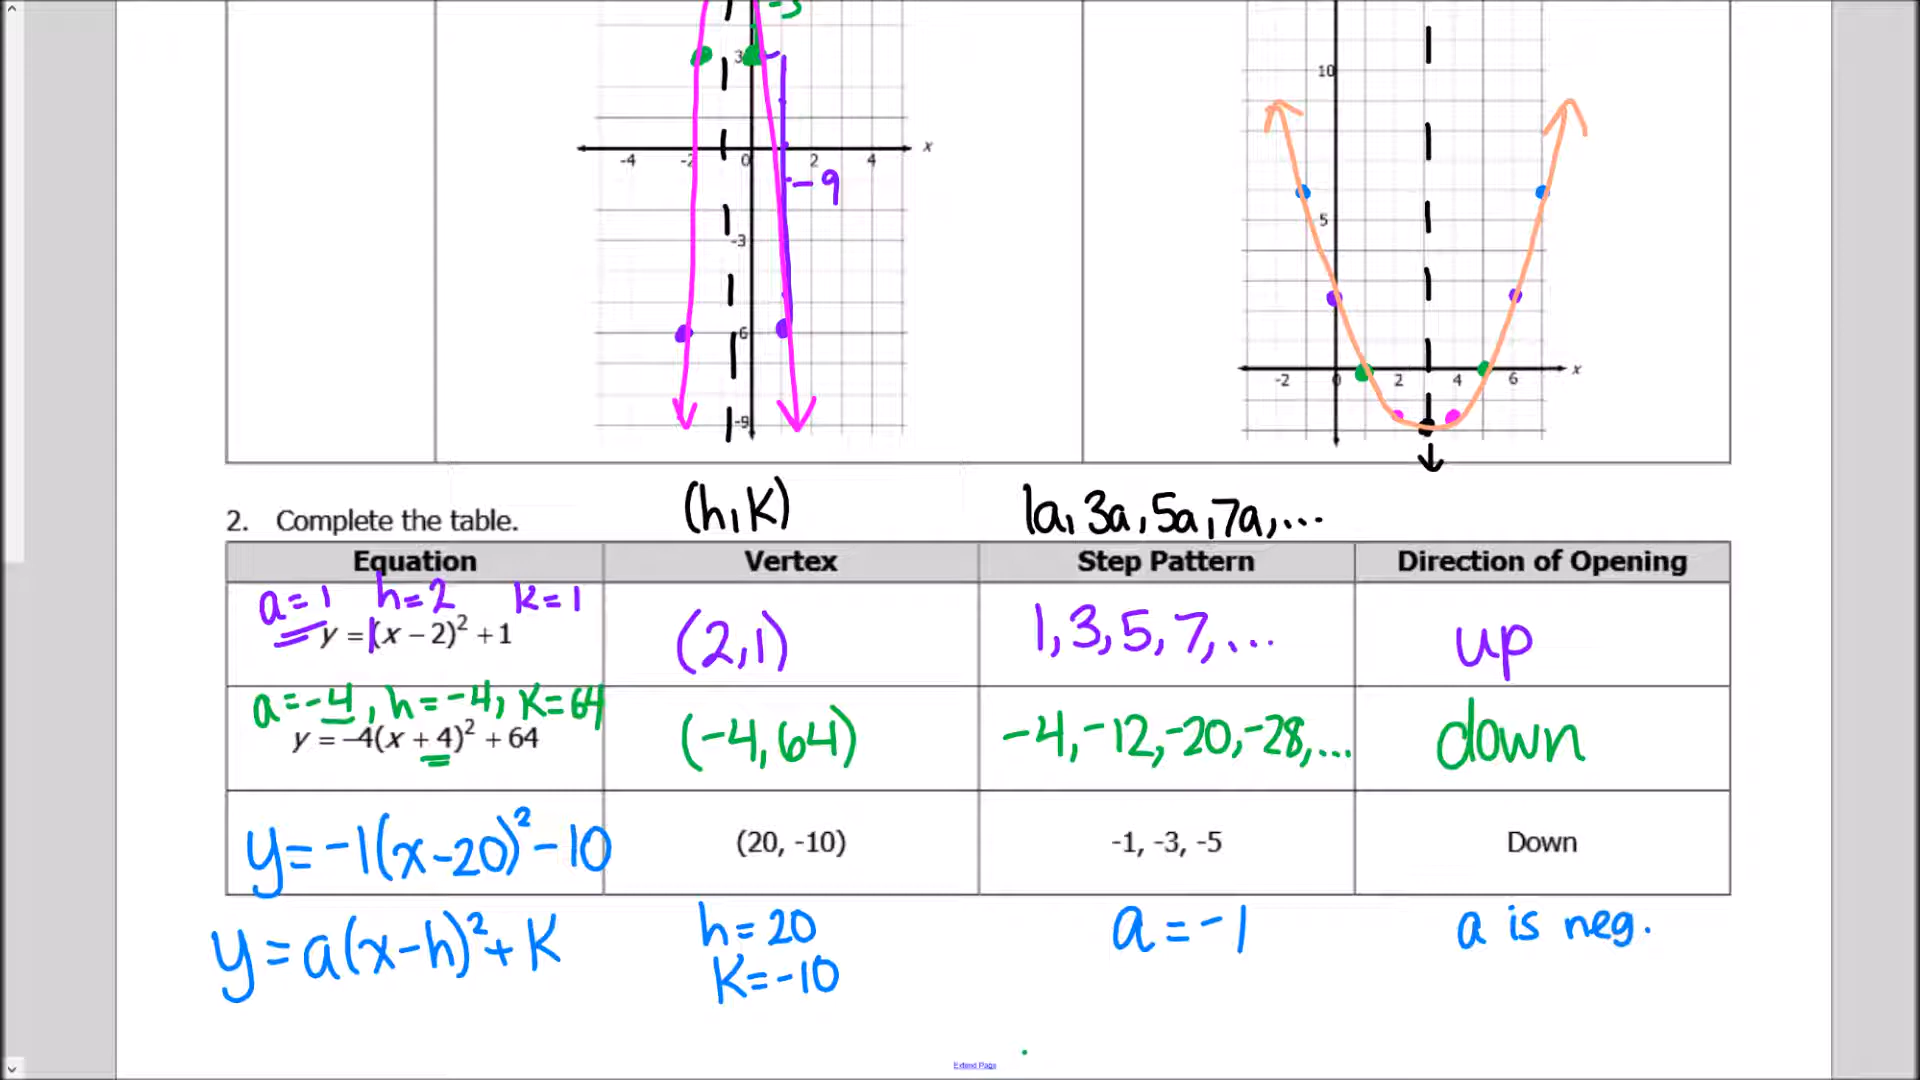 -3
3
10
-4 -2 0 2 4 x
-9
5
-3
-6
-2 0 2 4 6 x
-9
(h, k) 1a, 3a, 5a, 7a, ...
2. Complete the table.
Equation Vertex Step Pattern Direction of Opening
a=1 h=2 k=1
y = 1(x − 2)² + 1 (2,1) 1, 3, 5, 7, ... up
a=-4, h=-4, k=64
y = −4(x + 4)² + 64 (-4, 64) -4, -12, -20, -28, ... down
y = -1(x-20)² - 10 (20, -10) -1, -3, -5 Down
y = a(x-h)² + k h = 20 a = -1 a is neg.
k = -10
Extend Page